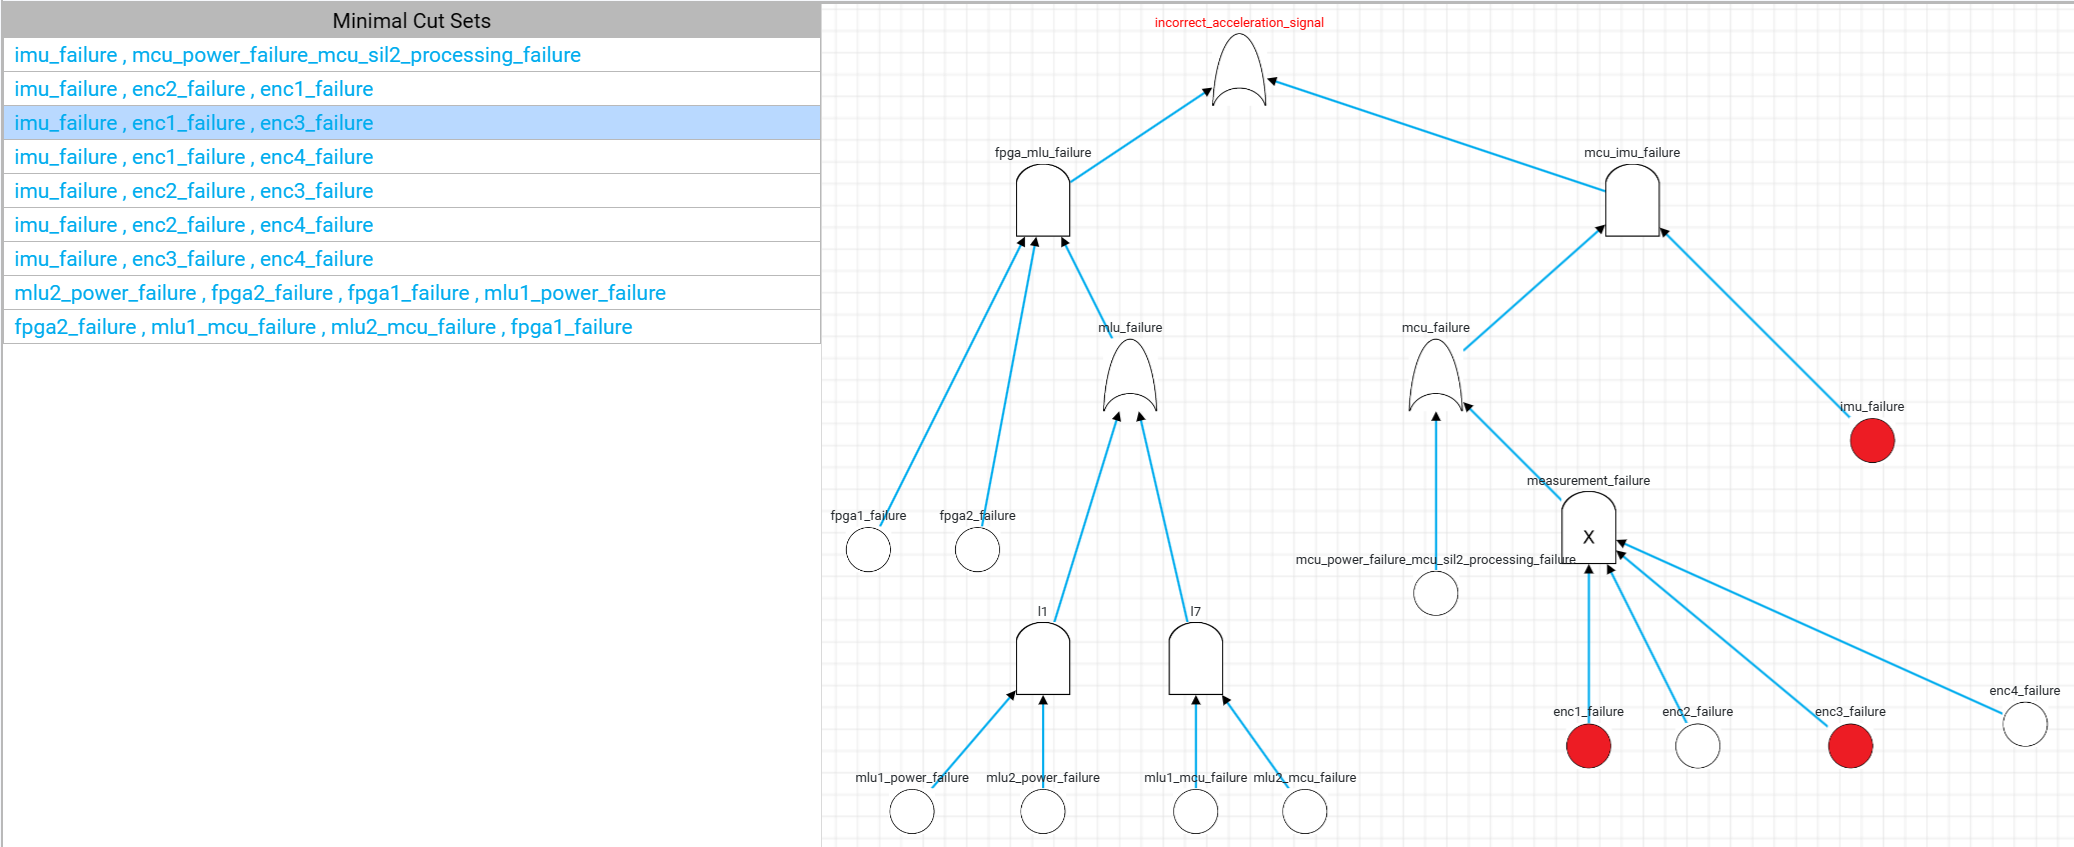 Minimal Cut Sets
imu_failure , mcu_power_failure_mcu_sil2_processing_failure
imu_failure , enc2_failure , enc1_failure
imu_failure , enc1_failure , enc3_failure
imu_failure , enc1_failure , enc4_failure
imu_failure , enc2_failure , enc3_failure
imu_failure , enc2_failure , enc4_failure
imu_failure , enc3_failure , enc4_failure
mlu2_power_failure , fpga2_failure , fpga1_failure , mlu1_power_failure
fpga2_failure , mlu1_mcu_failure , mlu2_mcu_failure , fpga1_failure
incorrect_acceleration_signal
fpga_mlu_failure
mcu_imu_failure
mlu_failure
mcu_failure
imu_failure
measurement_failure
X
fpga1_failure
fpga2_failure
mcu_power_failure_mcu_sil2_processing_failure
l1
l7
enc1_failure
enc2_failure
enc3_failure
enc4_failure
mlu1_power_failure
mlu2_power_failure
mlu1_mcu_failure
mlu2_mcu_failure